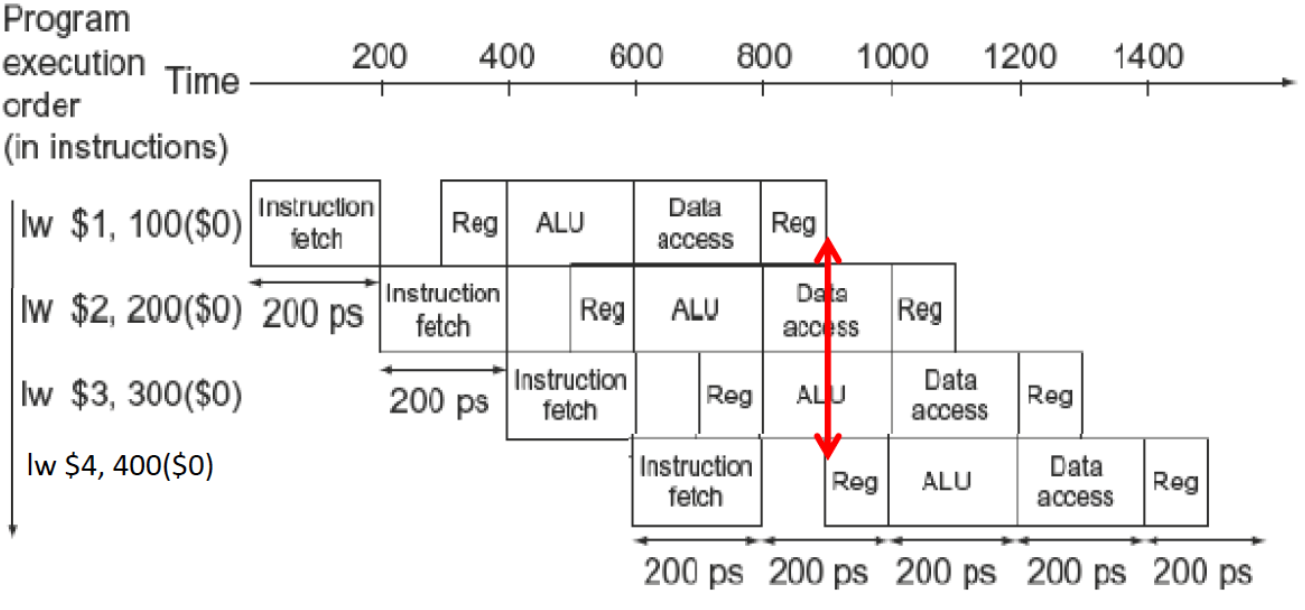 Program
execution
order
(in instructions)
Time
200 400 600 800 1000 1200 1400
lw $1, 100($0)
Instruction
fetch
Reg
ALU
Data
access
Reg
200 ps
lw $2, 200($0)
Instruction
fetch
Reg
ALU
Data
access
Reg
200 ps
lw $3, 300($0)
Instruction
fetch
Reg
ALU
Data
access
Reg
lw $4, 400($0)
Instruction
fetch
Reg
ALU
Data
access
Reg
200 ps 200 ps 200 ps 200 ps 200 ps